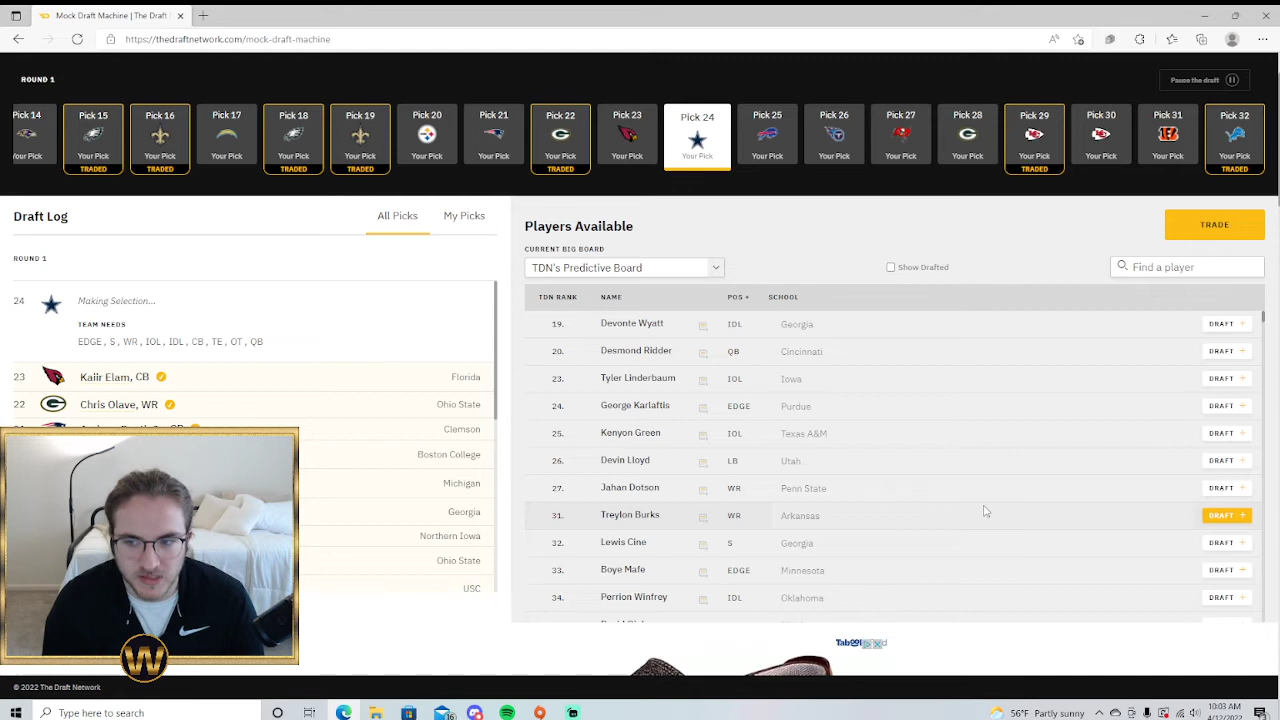 Mock Draft Machine | The Draft
https://thedraftnetwork.com/mock-draft-machine
ROUND 1
Pause the draft
Pick 14 Pick 15 Pick 16 Pick 17 Pick 18 Pick 19 Pick 20 Pick 21 Pick 22 Pick 23 Pick 24 Pick 25 Pick 26 Pick 27 Pick 28 Pick 29 Pick 30 Pick 31 Pick 32
Your Pick Your Pick Your Pick Your Pick Your Pick Your Pick Your Pick Your Pick Your Pick Your Pick Your Pick Your Pick Your Pick Your Pick Your Pick Your Pick Your Pick Your Pick Your Pick
TRADED TRADED TRADED TRADED TRADED TRADED TRADED
Draft Log
All Picks
My Picks
ROUND 1
24 Making Selection...
TEAM NEEDS
EDGE , S , WR , IOL , IDL , CB , TE , OT , QB
23 Kaiir Elam, CB Florida
22 Chris Olave, WR Ohio State
Clemson
Boston College
Michigan
Georgia
Northern Iowa
Ohio State
USC
W
Players Available
TRADE
CURRENT BIG BOARD
TDN's Predictive Board
Show Drafted
Find a player
TDN RANK NAME POS + SCHOOL
19. Devonte Wyatt IDL Georgia DRAFT +
20. Desmond Ridder QB Cincinnati DRAFT +
23. Tyler Linderbaum IOL Iowa DRAFT +
24. George Karlaftis EDGE Purdue DRAFT +
25. Kenyon Green IOL Texas A&M DRAFT +
26. Devin Lloyd LB Utah DRAFT +
27. Jahan Dotson WR Penn State DRAFT +
31. Treylon Burks WR Arkansas DRAFT +
32. Lewis Cine S Georgia DRAFT +
33. Boye Mafe EDGE Minnesota DRAFT +
34. Perrion Winfrey IDL Oklahoma DRAFT +
© 2022 The Draft Network
Type here to search
56°F Partly sunny
10:03 AM
4/12/2022